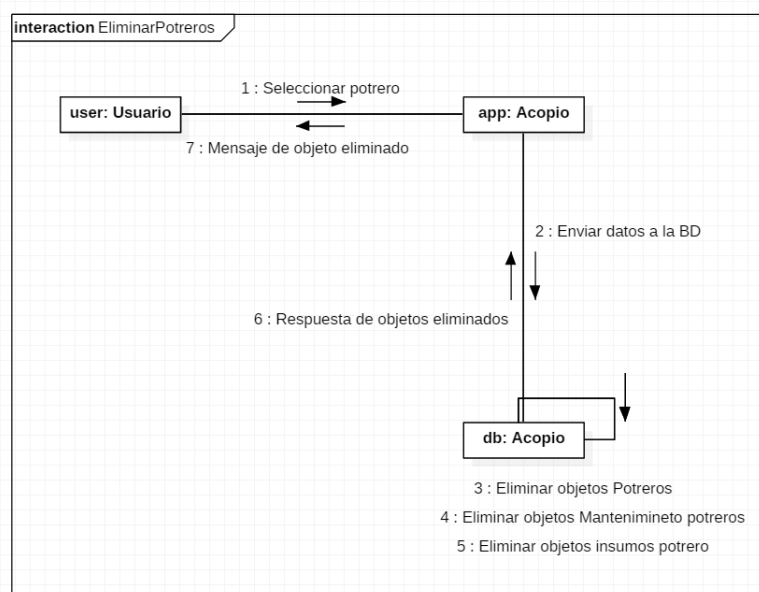 interaction EliminarPotreros
1 : Seleccionar potrero
user: Usuario
app: Acopio
7 : Mensaje de objeto eliminado
2 : Enviar datos a la BD
6 : Respuesta de objetos eliminados
db: Acopio
3 : Eliminar objetos Potreros
4 : Eliminar objetos Mantenimineto potreros
5 : Eliminar objetos insumos potrero